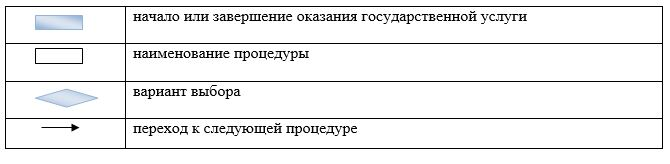 начало или завершение оказания государственной услуги
наименование процедуры
вариант выбора
переход к следующей процедуре